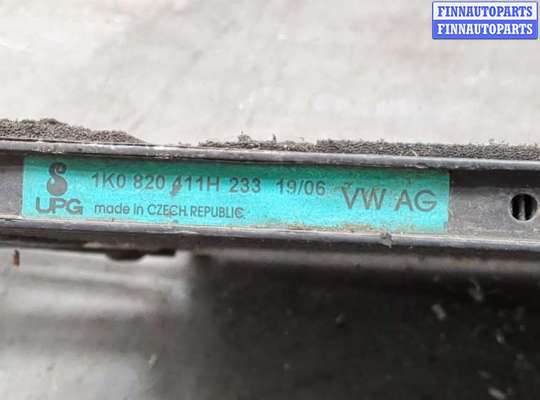 FINNAUTOPARTS
FINNAUTOPARTS
1K0 820 411H 233 19/06 VW AG
UPG made in CZECH REPUBLIC